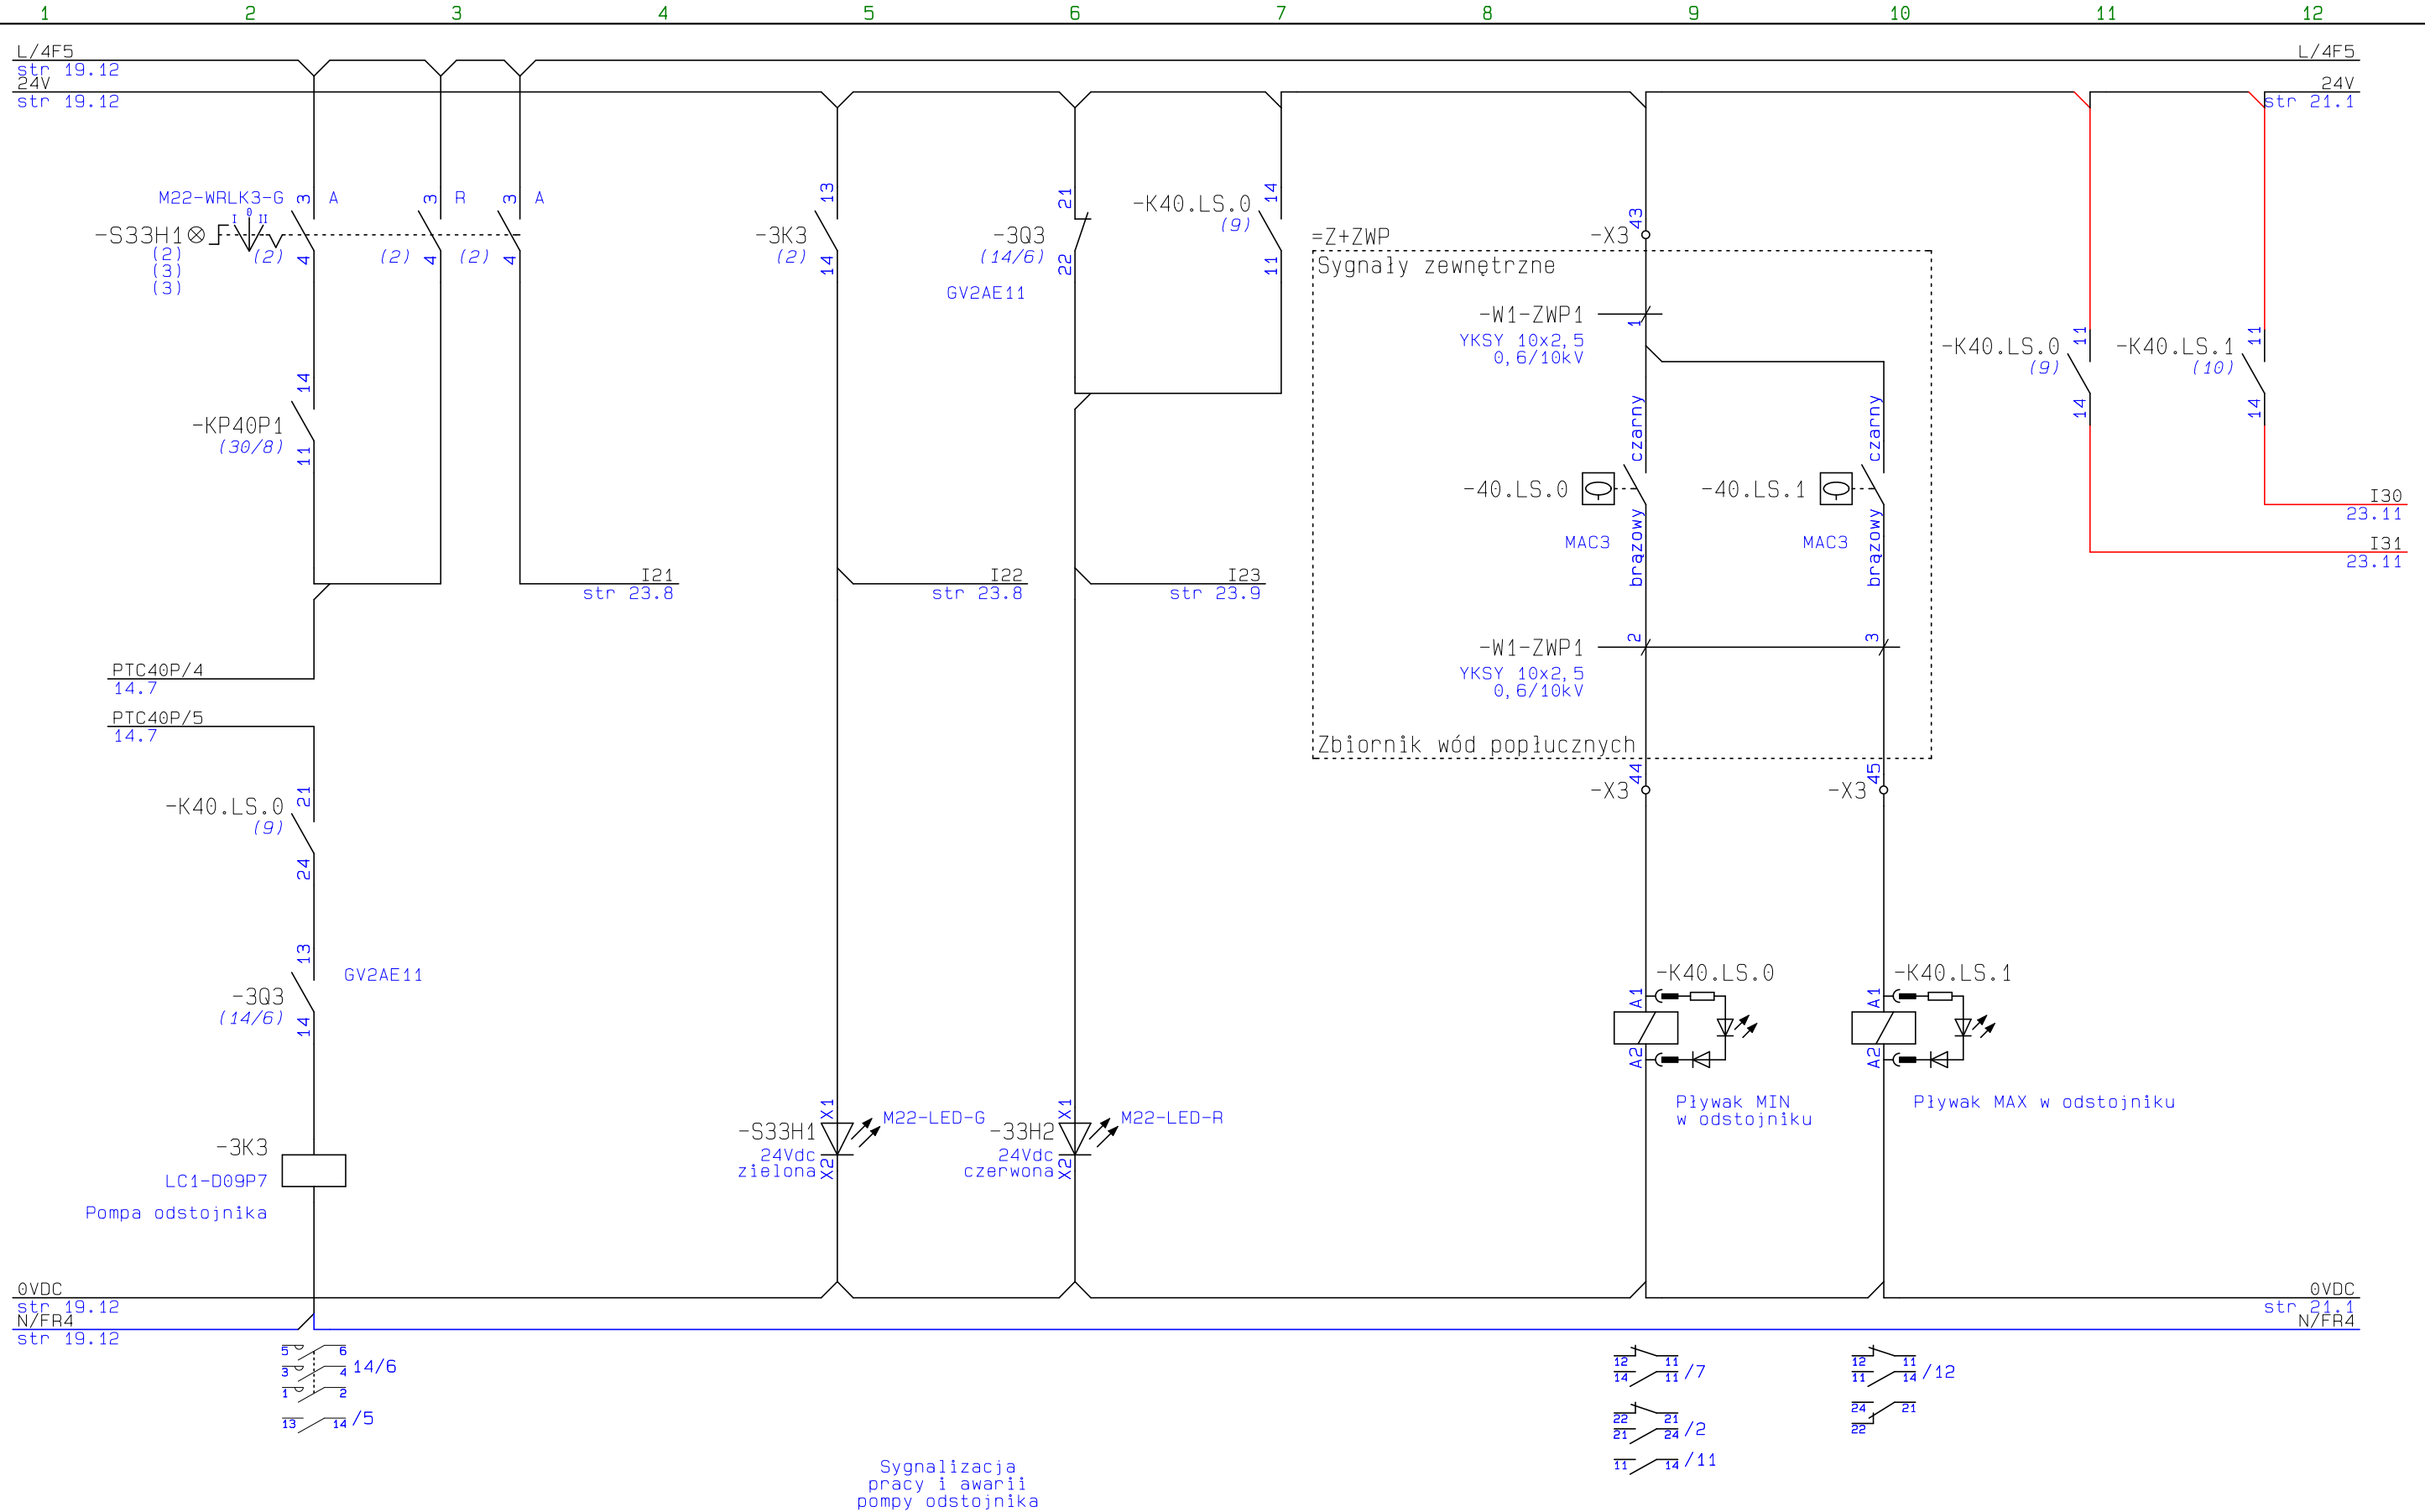 1 2 3 4 5 6 7 8 9 10 11 12
L/4F5 L/4F5
str 19.12
24V 24V
str 19.12 str 21.1
M22-WRLK3-G 3 A 3 R 3 A
I 0 II
-S33H1
(2)
(3)
(3)
(2) 4 (2) 4 (2) 4
13
-3K3
(2)
14
21
-3Q3
(14/6)
22
GV2AE11
14
-K40.LS.0
(9)
11
43
-X3
=Z+ZWP
Sygnały zewnętrzne
-W1-ZWP1
1
YKSY 10x2,5
0,6/10kV
11
-K40.LS.0
(9)
14
11
-K40.LS.1
(10)
14
14
-KP40P1
(30/8)
11
czarny
-40.LS.0
MAC3
brązowy
czarny
-40.LS.1
MAC3
brązowy
I30
23.11
I31
23.11
I21
str 23.8
I22
str 23.8
I23
str 23.9
-W1-ZWP1 2 3
YKSY 10x2,5
0,6/10kV
PTC40P/4
14.7
PTC40P/5
14.7
Zbiornik wód popłucznych
44
-X3
45
-X3
21
-K40.LS.0
(9)
24
13
GV2AE11
-3Q3
(14/6)
14
-K40.LS.0
A1
A2
Pływak MIN
w odstojniku
-K40.LS.1
A1
A2
Pływak MAX w odstojniku
-3K3
LC1-D09P7
Pompa odstojnika
X1
M22-LED-G
-S33H1
24Vdc
zielona
X2
X1
M22-LED-R
-33H2
24Vdc
czerwona
X2
0VDC 0VDC
str 19.12 str 21.1
N/FR4 N/FR4
str 19.12
5 6
3 4 14/6
1 2
13 14 /5
12 11
14 11 /7
22 21
21 24 /2
11 14 /11
12 11
11 14 /12
24 21
22
Sygnalizacja
pracy i awarii
pompy odstojnika